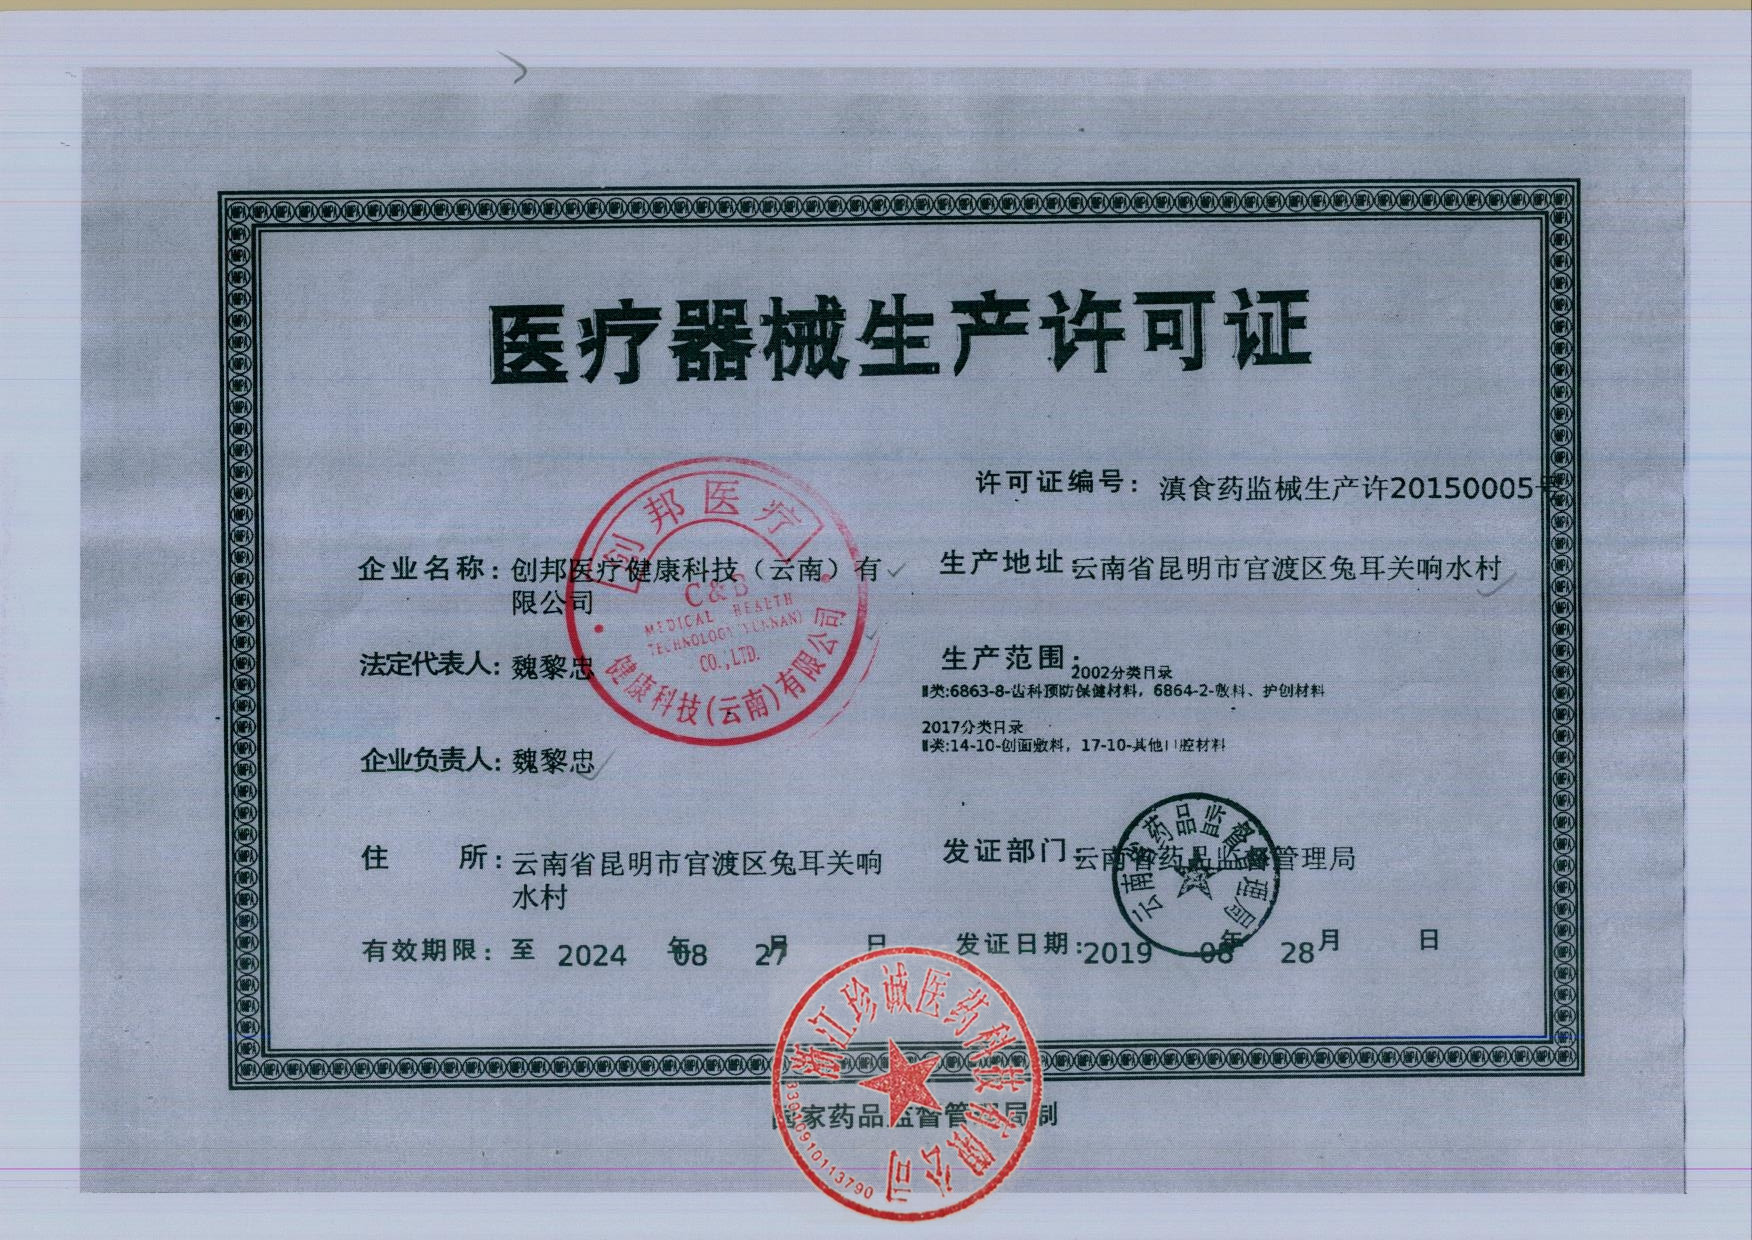 医疗器械生产许可证
许可证编号：滇食药监械生产许20150005号
企业名称：创邦医疗健康科技（云南）有
限公司
法定代表人：魏黎忠
企业负责人：魏黎忠
住 所：云南省昆明市官渡区兔耳关响
水村
有效期限：至 2024 年08 月27 日
生产地址：云南省昆明市官渡区兔耳关响水村
生产范围：2002分类目录
Ⅱ类:6863-8-齿科预防保健材料，6864-2-敷料、护创材料
2017分类目录
Ⅱ类:14-10-创面敷料，17-10-其他口腔材料
发证部门：云南省药品监督管理局
发证日期：2019 年08 月28 日
国家药品监督管理局制
创邦医疗
C&B
MEDICAL HEALTH
TECHNOLOGY(YUNNAN)
CO.,LTD.
健康科技(云南)有限公司
云南省药品监督管理局
浙江珍诚医药科技有限公司
33010910113790